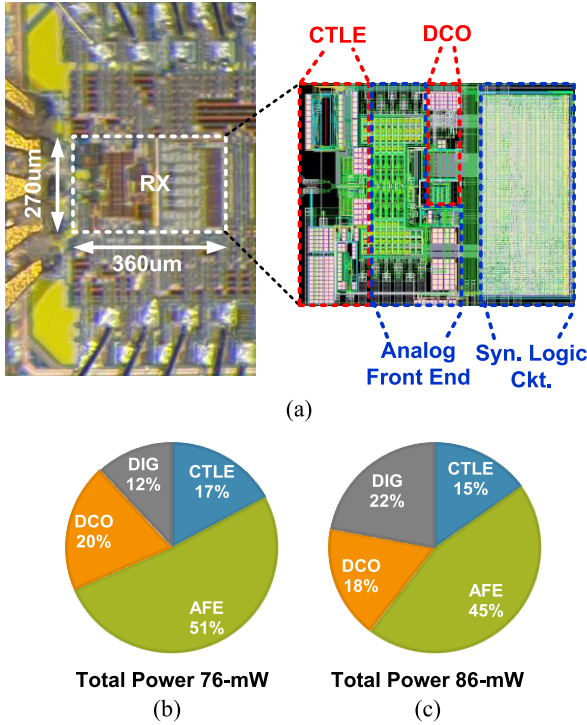 CTLE DCO
RX
270um
360um
Analog
Front End
Syn. Logic
Ckt.
(a)
DIG
12%
CTLE
17%
DCO
20%
AFE
51%
DIG
22%
CTLE
15%
DCO
18%
AFE
45%
Total Power 76-mW
Total Power 86-mW
(b)
(c)